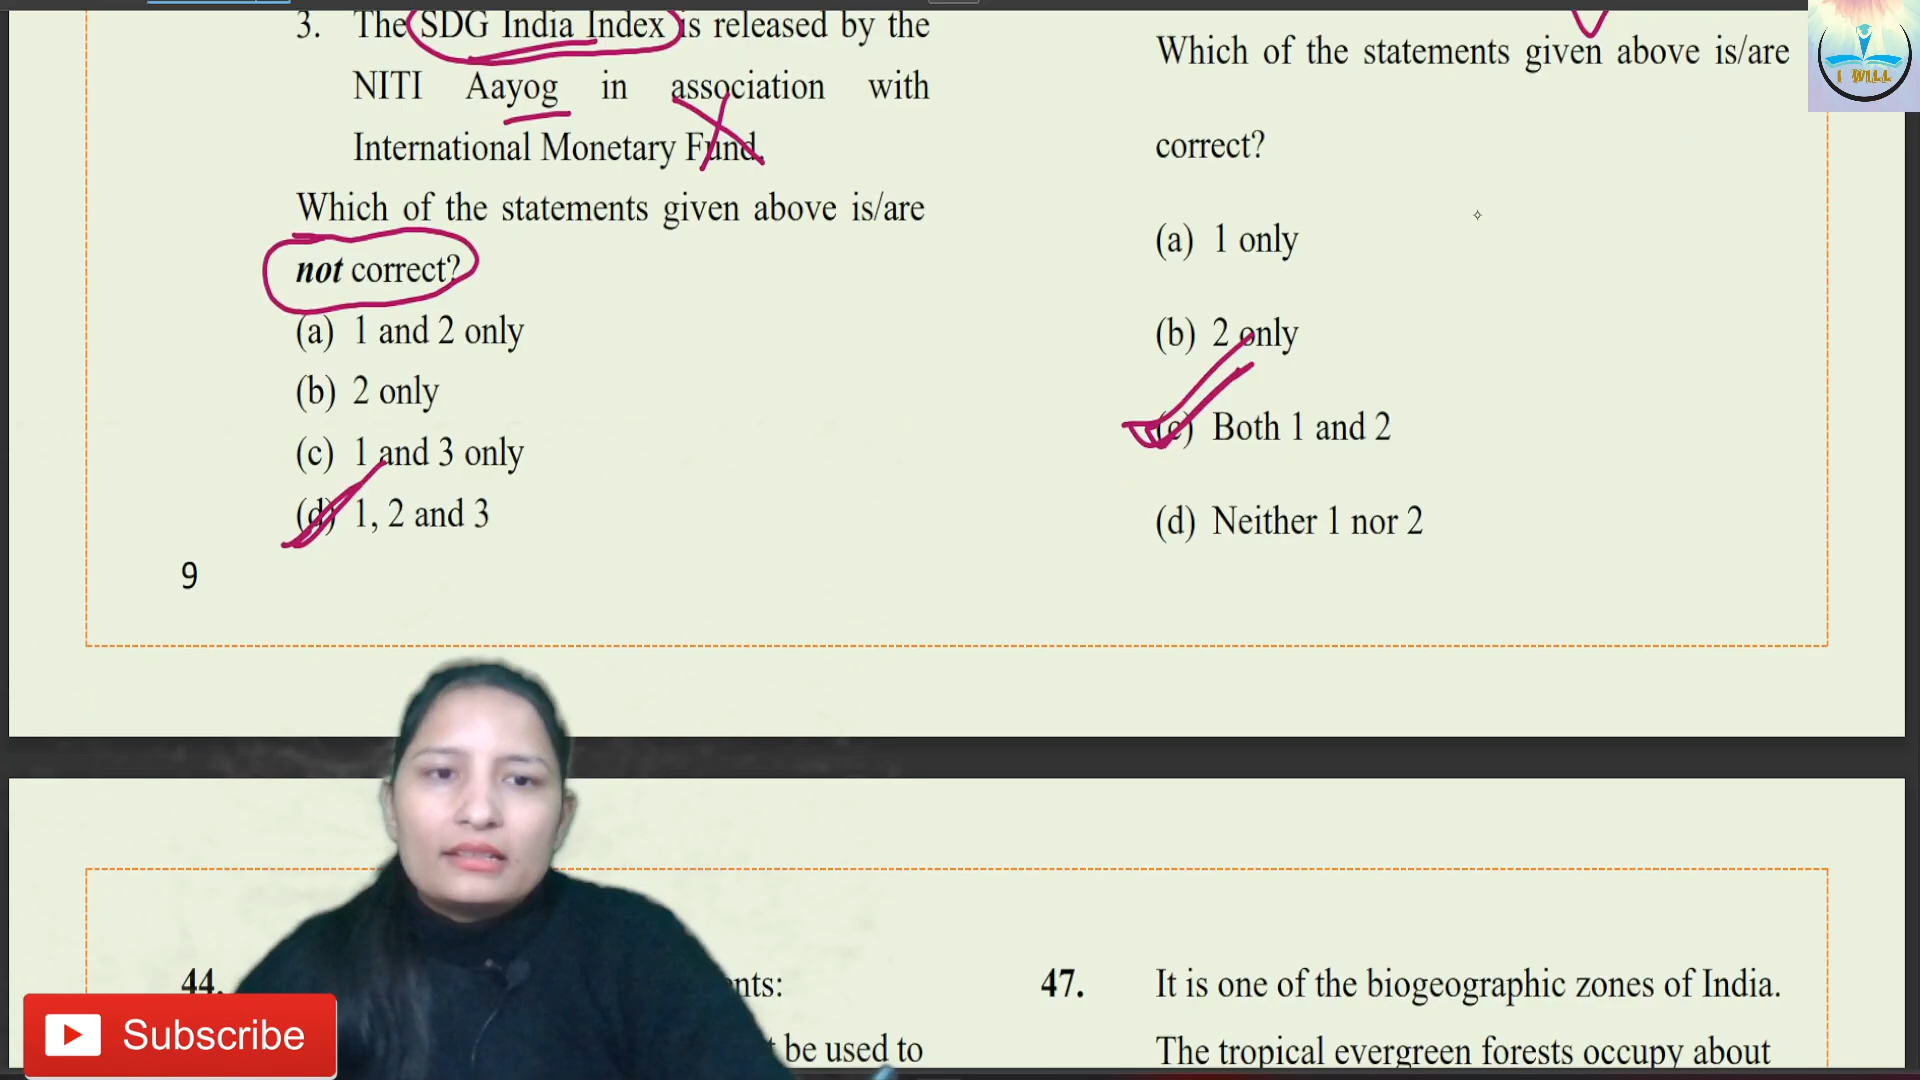 3. The SDG India Index is released by the
NITI Aayog in association with
International Monetary Fund.
Which of the statements given above is/are
not correct?
(a) 1 and 2 only
(b) 2 only
(c) 1 and 3 only
(d) 1, 2 and 3
9
Which of the statements given above is/are
correct?
(a) 1 only
(b) 2 only
(c) Both 1 and 2
(d) Neither 1 nor 2
I WILL
44.
be used to
47. It is one of the biogeographic zones of India.
The tropical evergreen forests occupy about
Subscribe